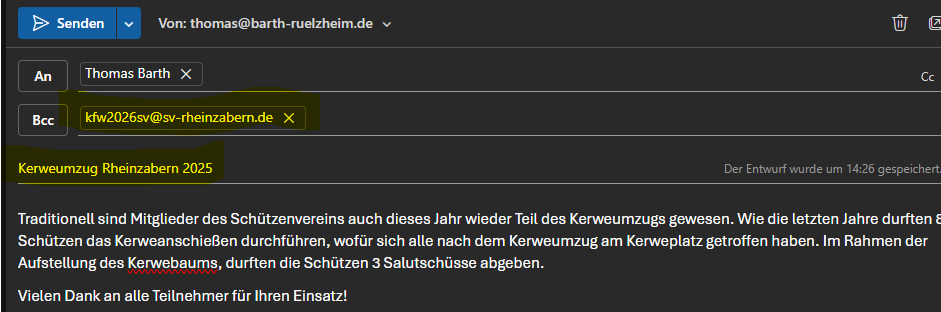 Senden
Von: thomas@barth-ruelzheim.de
An
Thomas Barth
Cc
Bcc
kfw2026sv@sv-rheinzabern.de
Kerweumzug Rheinzabern 2025
Der Entwurf wurde um 14:26 gespeichert.
Traditionell sind Mitglieder des Schützenvereins auch dieses Jahr wieder Teil des Kerweumzugs gewesen. Wie die letzten Jahre durften 8
Schützen das Kerweanschießen durchführen, wofür sich alle nach dem Kerweumzug am Kerweplatz getroffen haben. Im Rahmen der
Aufstellung des Kerwebaums, durften die Schützen 3 Salutschüsse abgeben.
Vielen Dank an alle Teilnehmer für Ihren Einsatz!